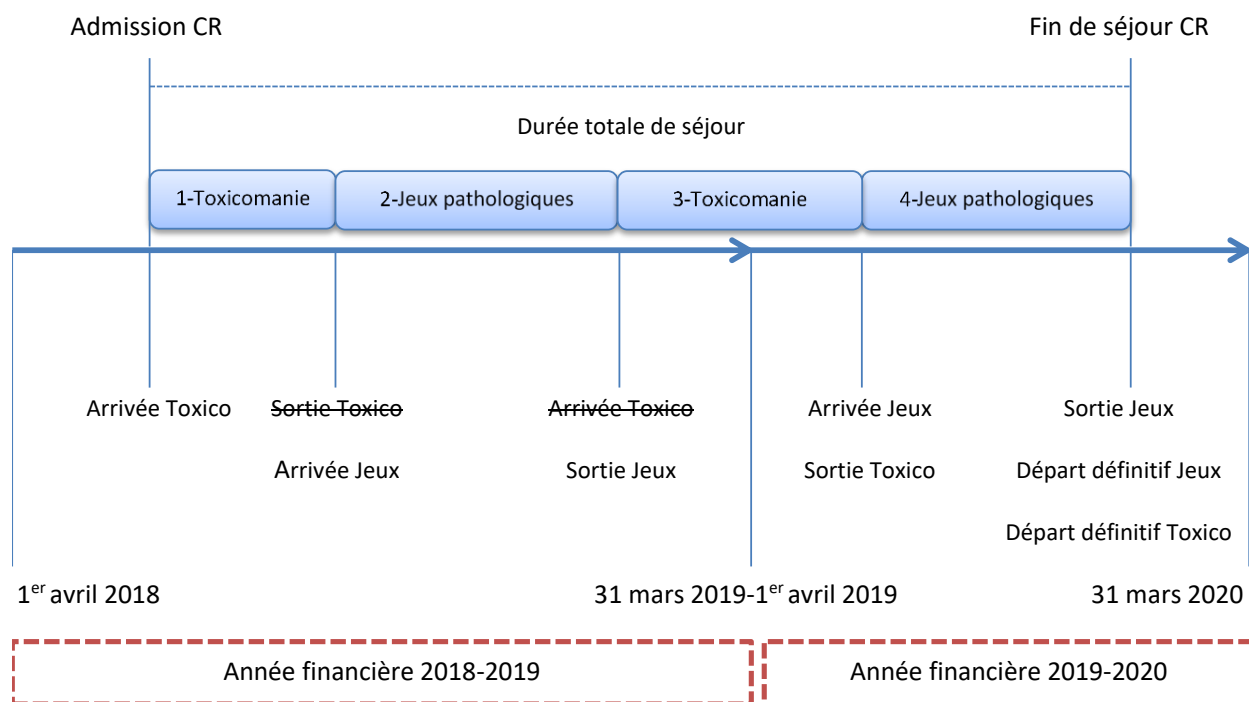 Admission CR Fin de séjour CR
Durée totale de séjour
1-Toxicomanie 2-Jeux pathologiques 3-Toxicomanie 4-Jeux pathologiques
Arrivée Toxico Sortie Toxico Arrivée Toxico Arrivée Jeux Sortie Jeux
Arrivée Jeux Sortie Jeux Sortie Toxico Départ définitif Jeux
Départ définitif Toxico
1er avril 2018 31 mars 2019-1er avril 2019 31 mars 2020
Année financière 2018-2019 Année financière 2019-2020